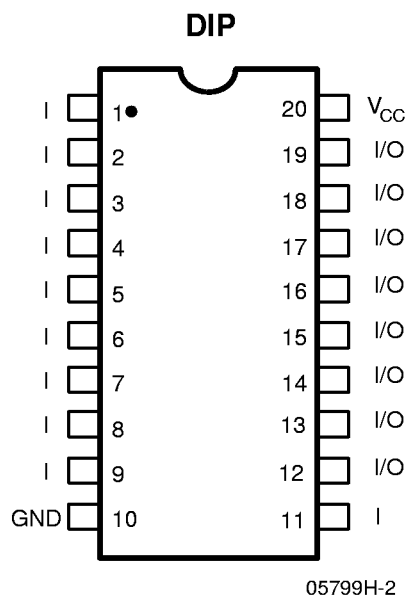 DIP
I 1 20 VCC
I 2 19 I/O
I 3 18 I/O
I 4 17 I/O
I 5 16 I/O
I 6 15 I/O
I 7 14 I/O
I 8 13 I/O
I 9 12 I/O
GND 10 11 I
05799H-2